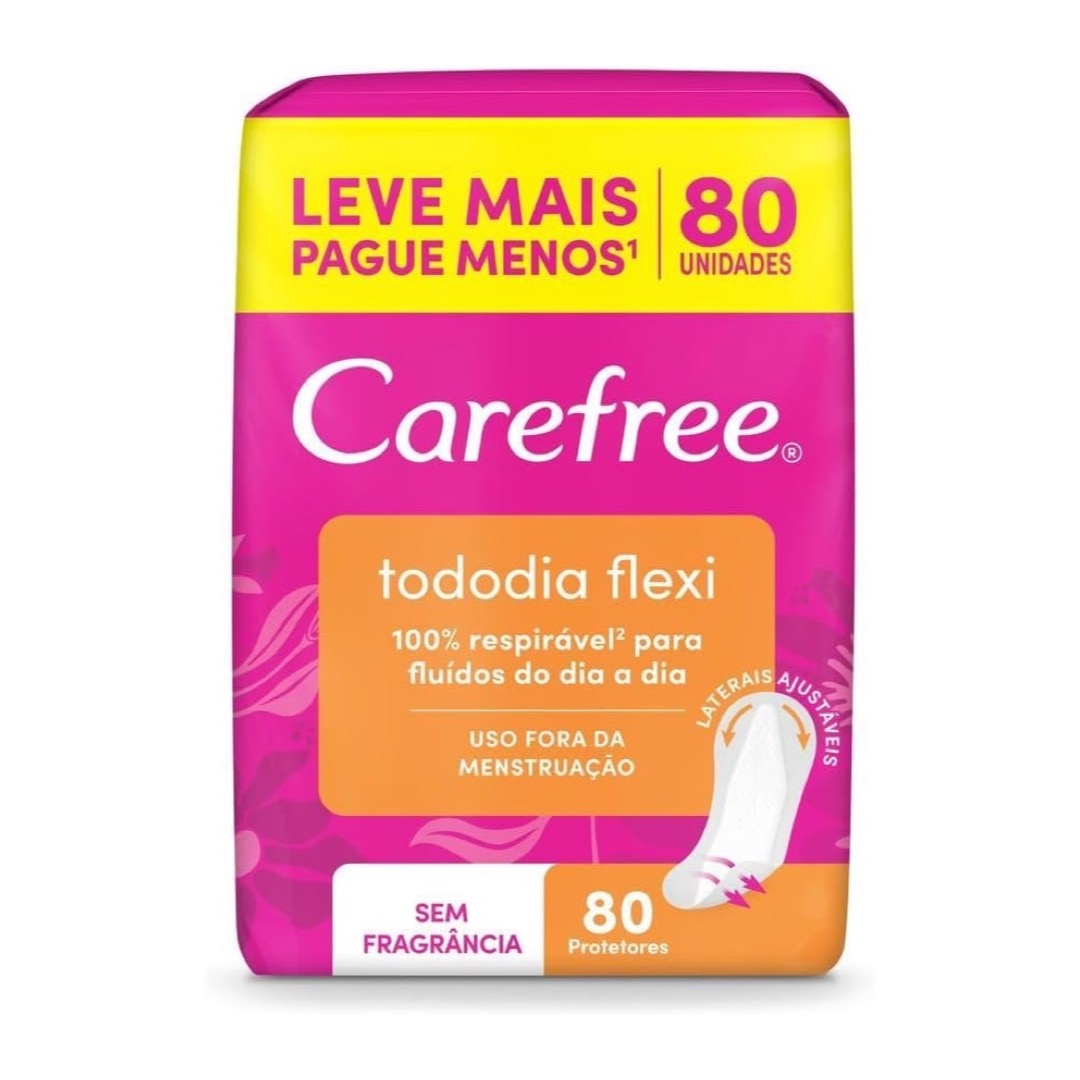 LEVE MAIS
PAGUE MENOS¹
80
UNIDADES
Carefree®
tododia flexi
100% respirável² para
fluídos do dia a dia
USO FORA DA
MENSTRUAÇÃO
LATERAIS AJUSTÁVEIS
SEM
FRAGRÂNCIA
80
Protetores